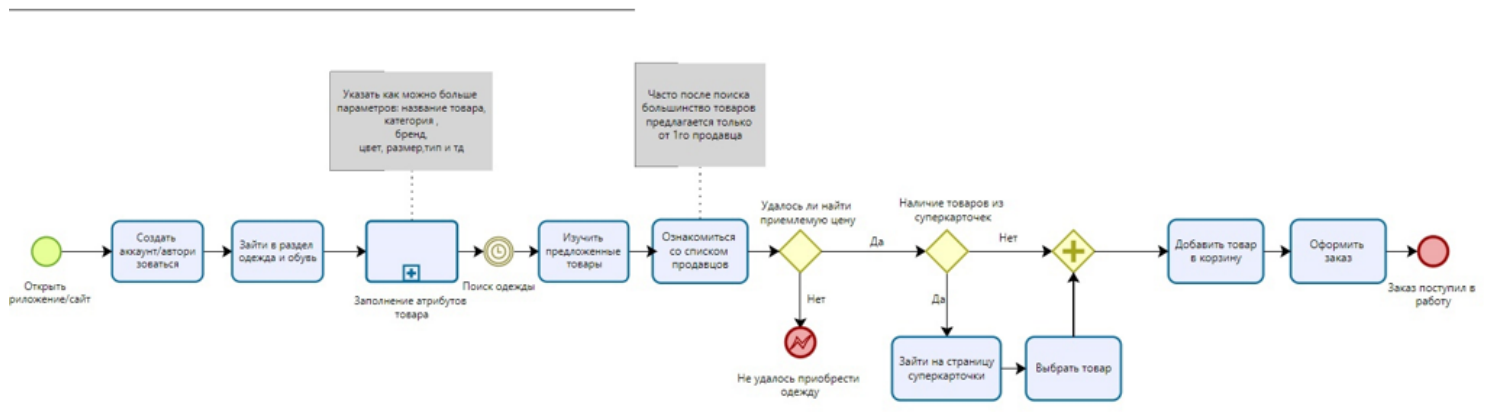 Указать как можно больше
параметров: название товара,
категория ,
бренд,
цвет, размер,тип и тд
Часто после поиска
большинство товаров
предлагается только
от 1го продавца
Открыть
риложение/сайт
Создать
аккаунт/автори
зоваться
Зайти в раздел
одежда и обувь
Заполнение атрибутов
товара
Поиск одежды
Изучить
предложенные
товары
Ознакомиться
со списком
продавцов
Удалось ли найти
приемлемую цену
Да
Нет
Не удалось приобрести
одежду
Наличие товаров из
суперкарточек
Нет
Да
Зайти на страницу
суперкарточки
Выбрать товар
Добавить товар
в корзину
Оформить
заказ
Заказ поступил в
работу